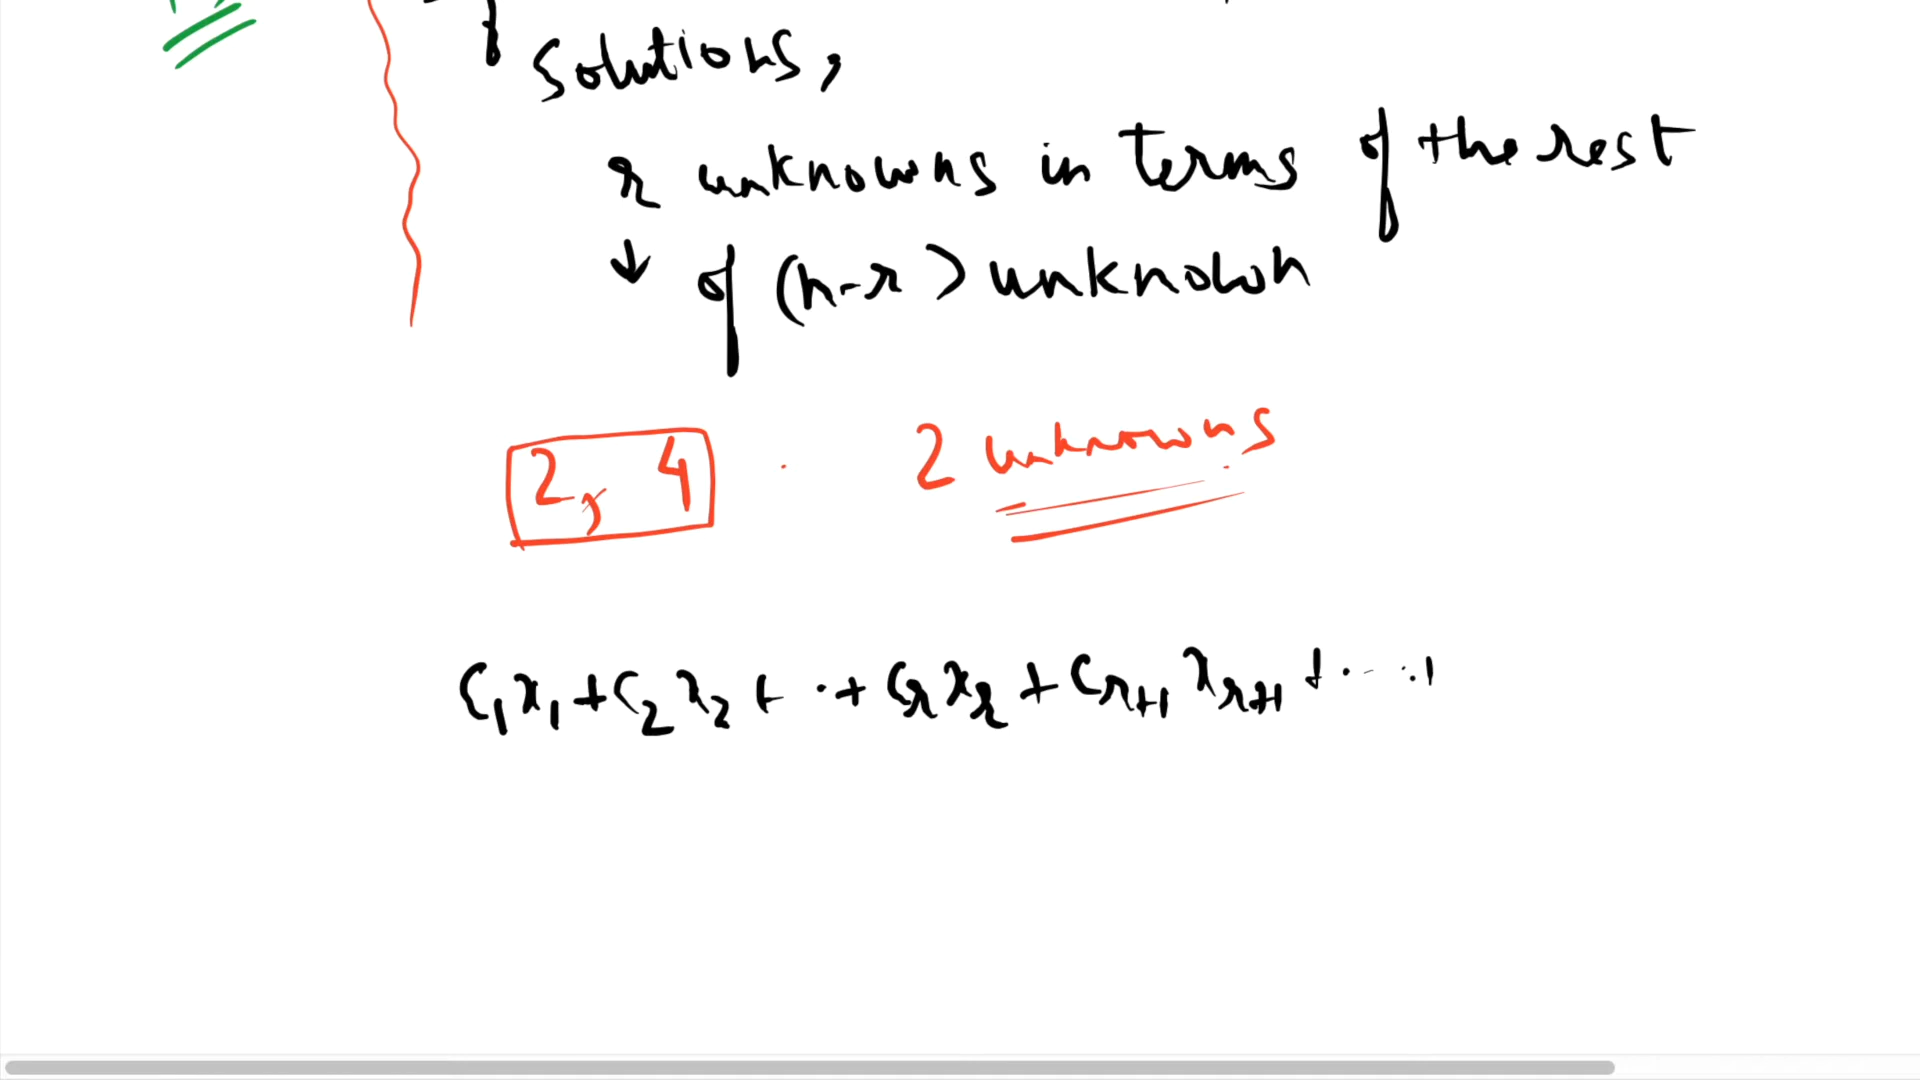 solutions,
r unknowns in terms of the rest
↓ of (n-r) unknown
2, 4 . 2 unknowns
C₁x₁ + C₂x₂ + . + Cᵣxᵣ + Cᵣ₊₁ xᵣ₊₁ + ....